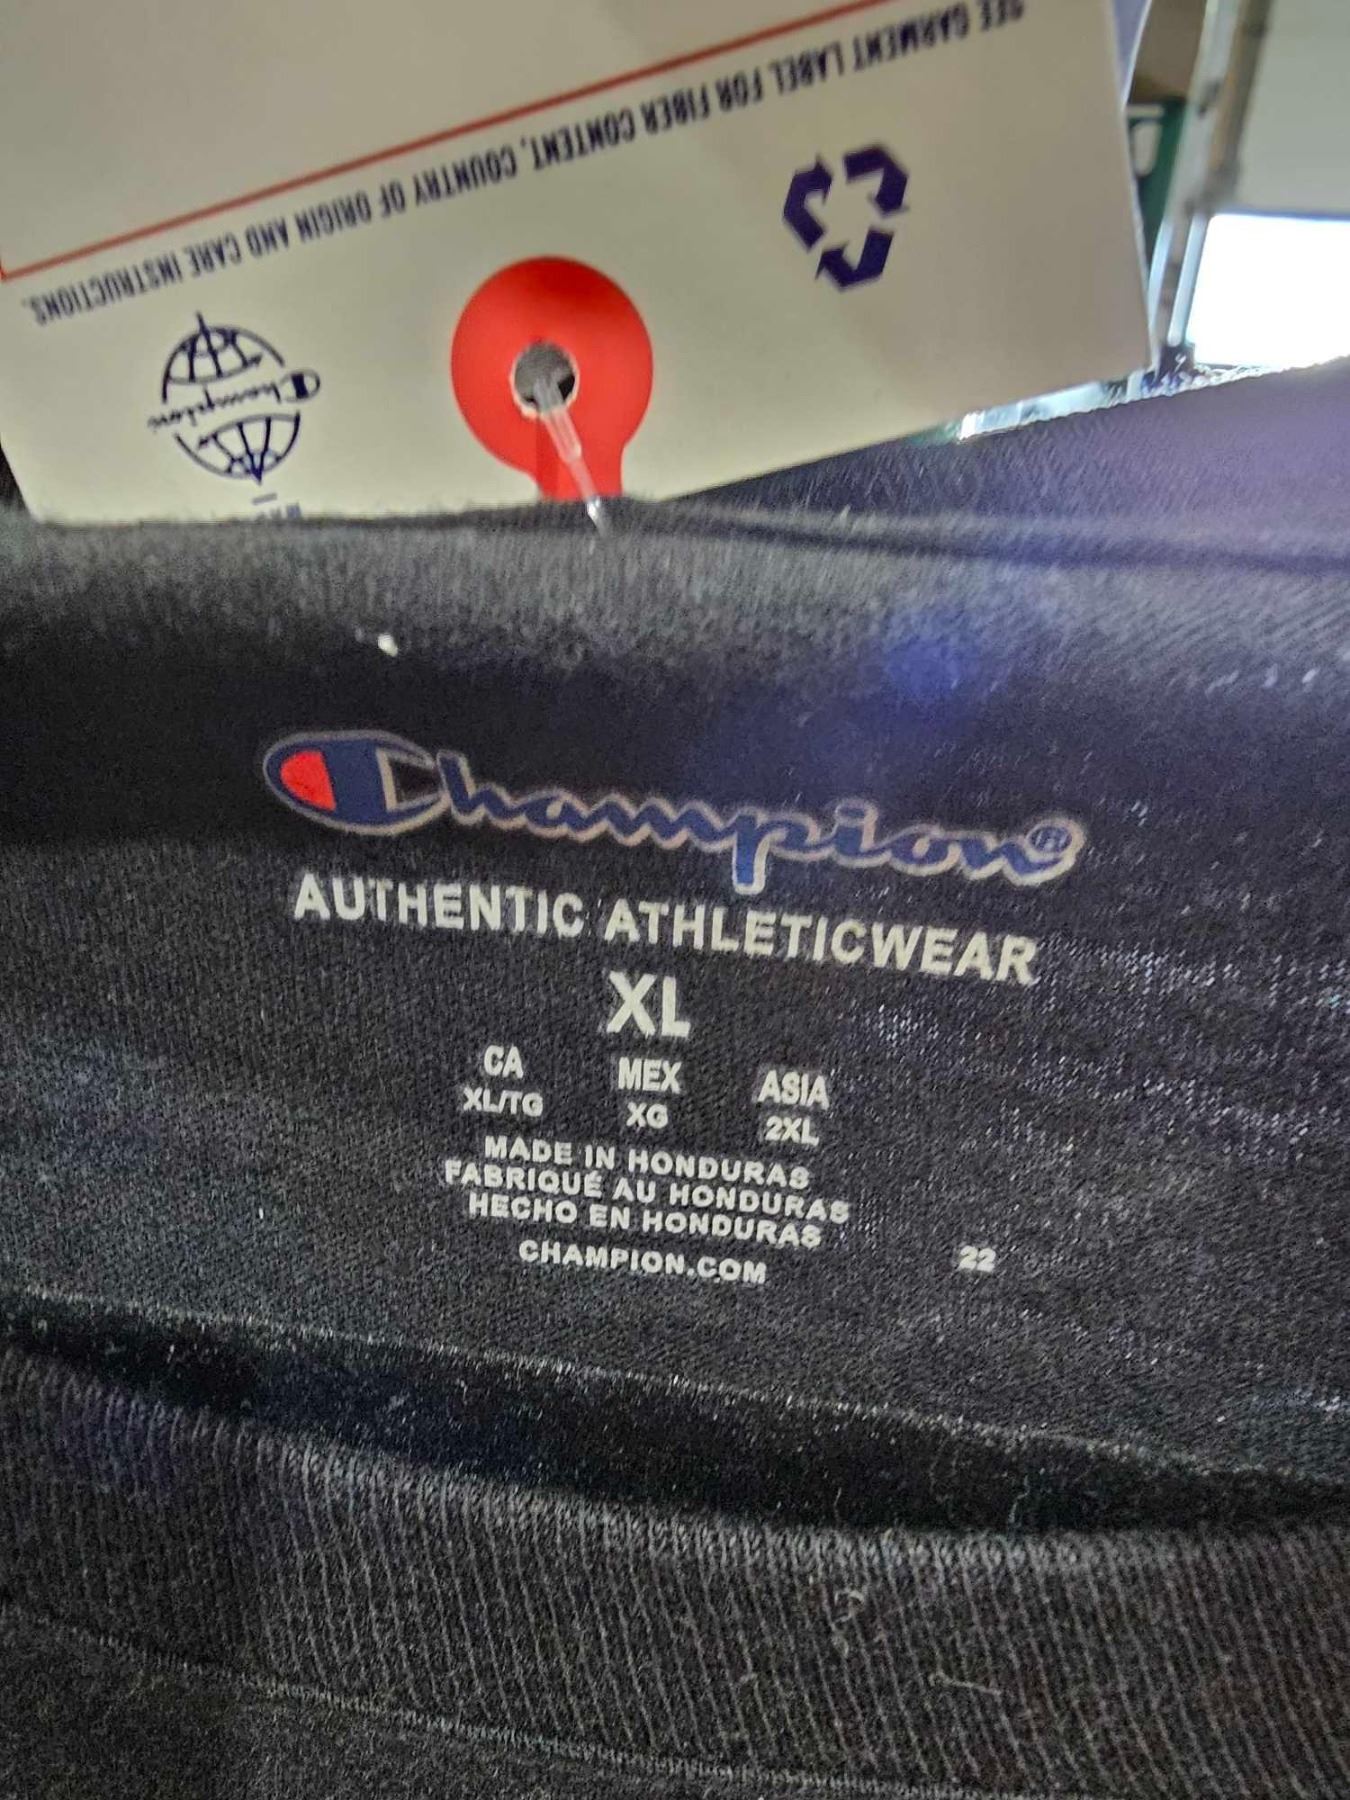 SEE GARMENT LABEL FOR FIBER CONTENT, COUNTRY OF ORIGIN AND CARE INSTRUCTIONS.
Champion
Champion®
AUTHENTIC ATHLETICWEAR
XL
CA MEX ASIA
XL/TG XG 2XL
MADE IN HONDURAS
FABRIQUÉ AU HONDURAS
HECHO EN HONDURAS
CHAMPION.COM
22